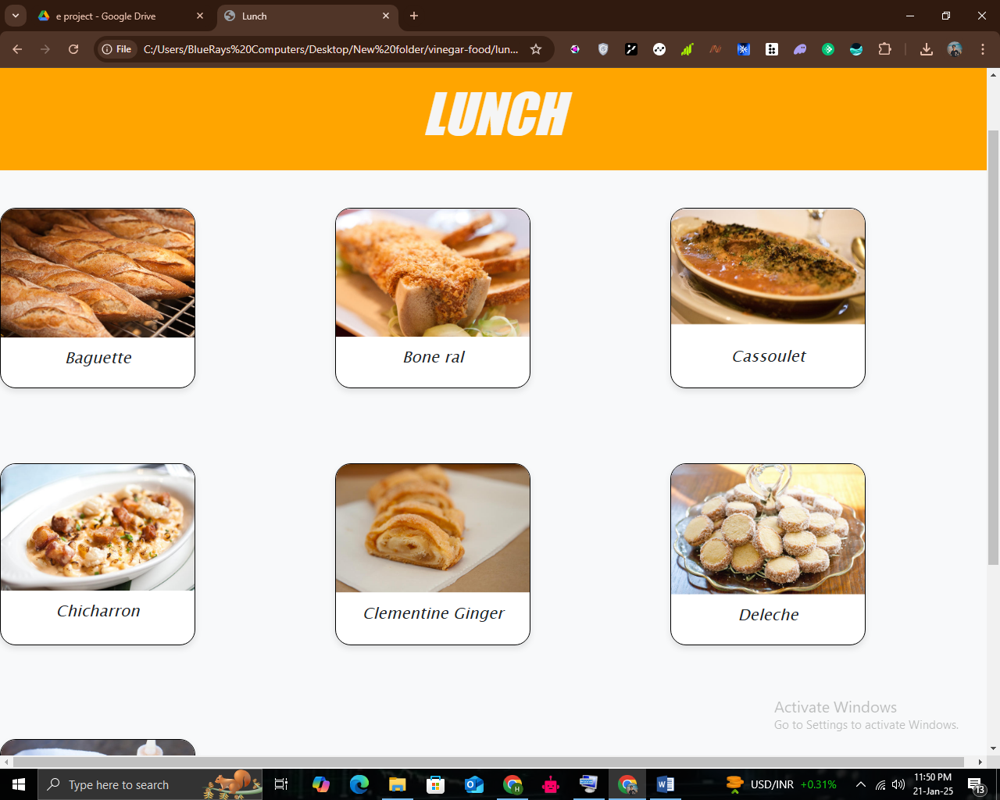 e project - Google Drive
Lunch
File
C:/Users/BlueRays%20Computers/Desktop/New%20folder/vinegar-food/lun...
LUNCH
Baguette
Bone ral
Cassoulet
Chicharron
Clementine Ginger
Deleche
Activate Windows
Go to Settings to activate Windows.
Type here to search
H
W
USD/INR +0.31%
11:50 PM
21-Jan-25
13